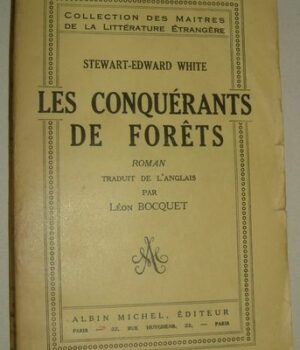 COLLECTION DES MAITRES
DE LA LITTÉRATURE ÉTRANGÈRE
STEWART-EDWARD WHITE
LES CONQUÉRANTS
DE FORÊTS
ROMAN
TRADUIT DE L'ANGLAIS
PAR
LÉON BOCQUET
AM
ALBIN MICHEL, ÉDITEUR
PARIS — 22, RUE HUYGHENS, 22, — PARIS